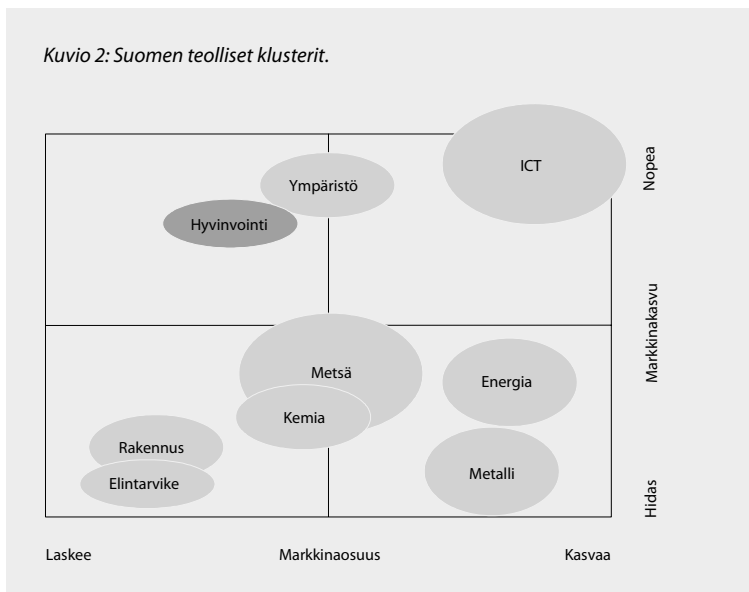 Kuvio 2: Suomen teolliset klusterit.
ICT
Ympäristö
Hyvinvointi
Metsä
Energia
Kemia
Rakennus
Metalli
Elintarvike
Nopea
Markkinakasvu
Hidas
Laskee
Markkinaosuus
Kasvaa